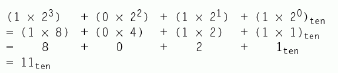 (1 × 2³) + (0 × 2²) + (1 × 2¹) + (1 × 2⁰)ₜₑₙ
= (1 × 8) + (0 × 4) + (1 × 2) + (1 × 1)ₜₑₙ
– 8 + 0 + 2 + 1ₜₑₙ
= 11ₜₑₙ